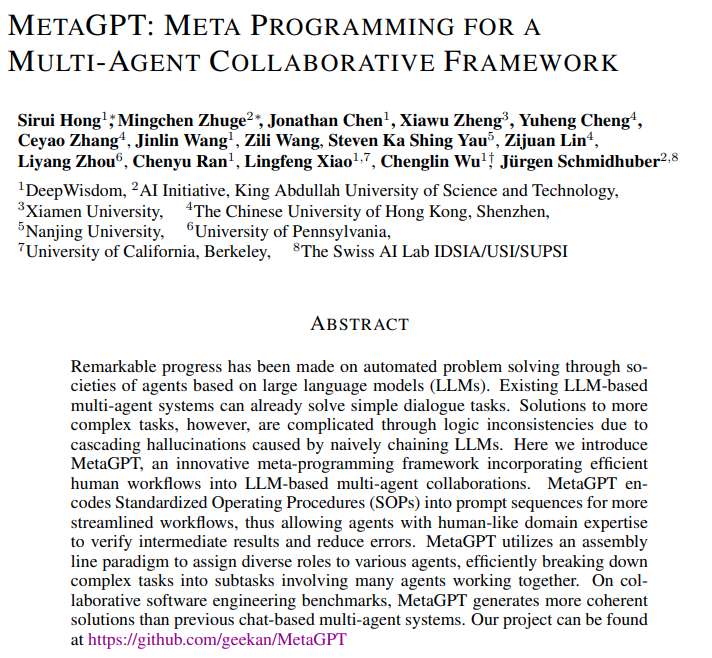 METAGPT: META PROGRAMMING FOR A
MULTI-AGENT COLLABORATIVE FRAMEWORK
Sirui Hong¹*, Mingchen Zhuge²*, Jonathan Chen¹, Xiawu Zheng³, Yuheng Cheng⁴,
Ceyao Zhang⁴, Jinlin Wang¹, Zili Wang, Steven Ka Shing Yau⁵, Zijuan Lin⁴,
Liyang Zhou⁶, Chenyu Ran¹, Lingfeng Xiao¹,⁷, Chenglin Wu¹†, Jürgen Schmidhuber²,⁸
¹DeepWisdom, ²AI Initiative, King Abdullah University of Science and Technology,
³Xiamen University, ⁴The Chinese University of Hong Kong, Shenzhen,
⁵Nanjing University, ⁶University of Pennsylvania,
⁷University of California, Berkeley, ⁸The Swiss AI Lab IDSIA/USI/SUPSI
ABSTRACT
Remarkable progress has been made on automated problem solving through so-
cieties of agents based on large language models (LLMs). Existing LLM-based
multi-agent systems can already solve simple dialogue tasks. Solutions to more
complex tasks, however, are complicated through logic inconsistencies due to
cascading hallucinations caused by naively chaining LLMs. Here we introduce
MetaGPT, an innovative meta-programming framework incorporating efficient
human workflows into LLM-based multi-agent collaborations. MetaGPT en-
codes Standardized Operating Procedures (SOPs) into prompt sequences for more
streamlined workflows, thus allowing agents with human-like domain expertise
to verify intermediate results and reduce errors. MetaGPT utilizes an assembly
line paradigm to assign diverse roles to various agents, efficiently breaking down
complex tasks into subtasks involving many agents working together. On col-
laborative software engineering benchmarks, MetaGPT generates more coherent
solutions than previous chat-based multi-agent systems. Our project can be found
at https://github.com/geekan/MetaGPT